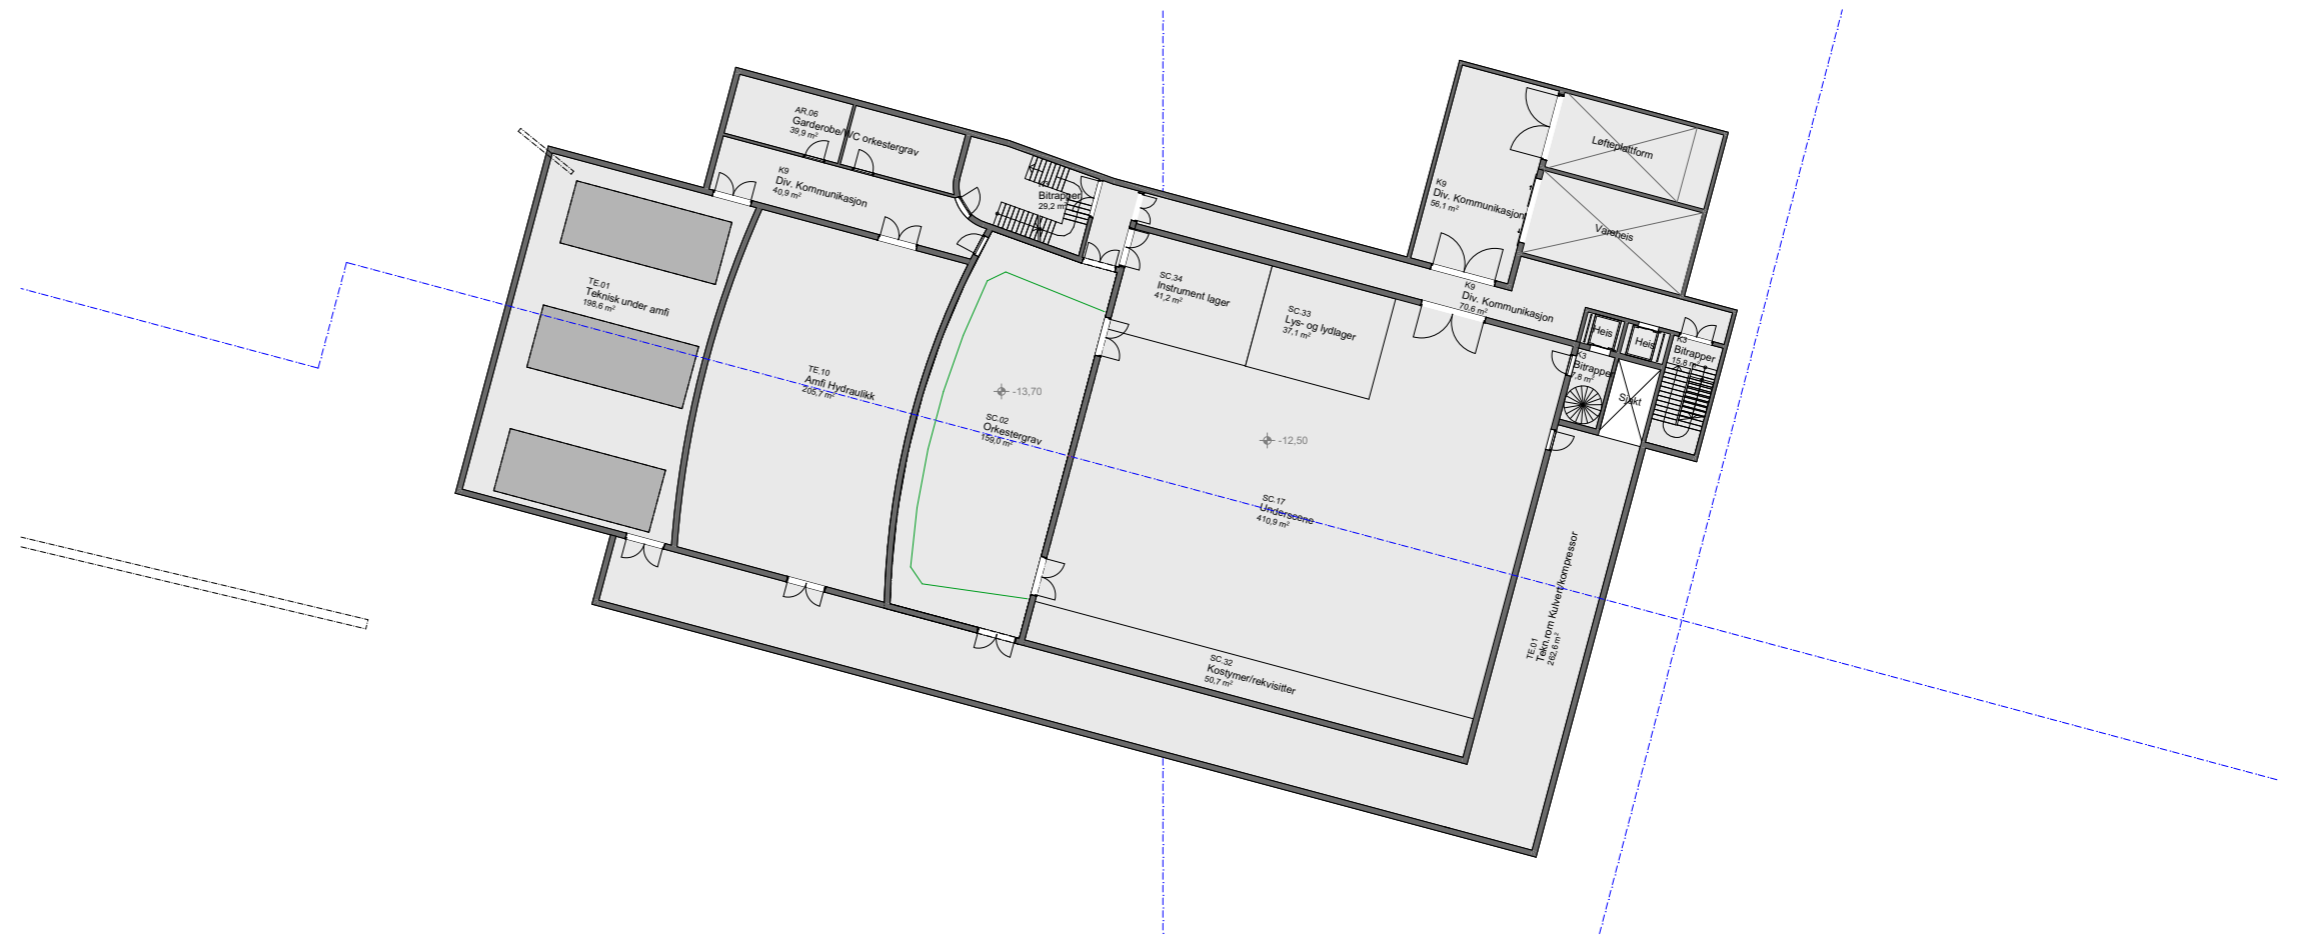 AR.06
Garderobe/WC orkestergrav
39,9 m²
K9
Div. Kommunikasjon
40,9 m²
Bitrapper
29,2 m²
TE.01
Teknisk under amfi
198,6 m²
TE.10
Amfi Hydraulikk
205,7 m²
-13,70
SC.02
Orkestergrav
159,0 m²
SC.34
Instrument lager
41,2 m²
SC.33
Lys- og lydlager
37,1 m²
-12,50
SC.17
Underscene
410,9 m²
SC.32
Kostymer/rekvisitter
50,7 m²
K9
Div. Kommunikasjon
56,1 m²
Løfteplattform
Vareheis
K9
Div. Kommunikasjon
70,6 m²
Heis
Heis
K3
Bitrapper
15,8 m²
K3
Bitrapper
Sjakt
TE.01
Tekn.rom Kulvert/kompressor
262,6 m²